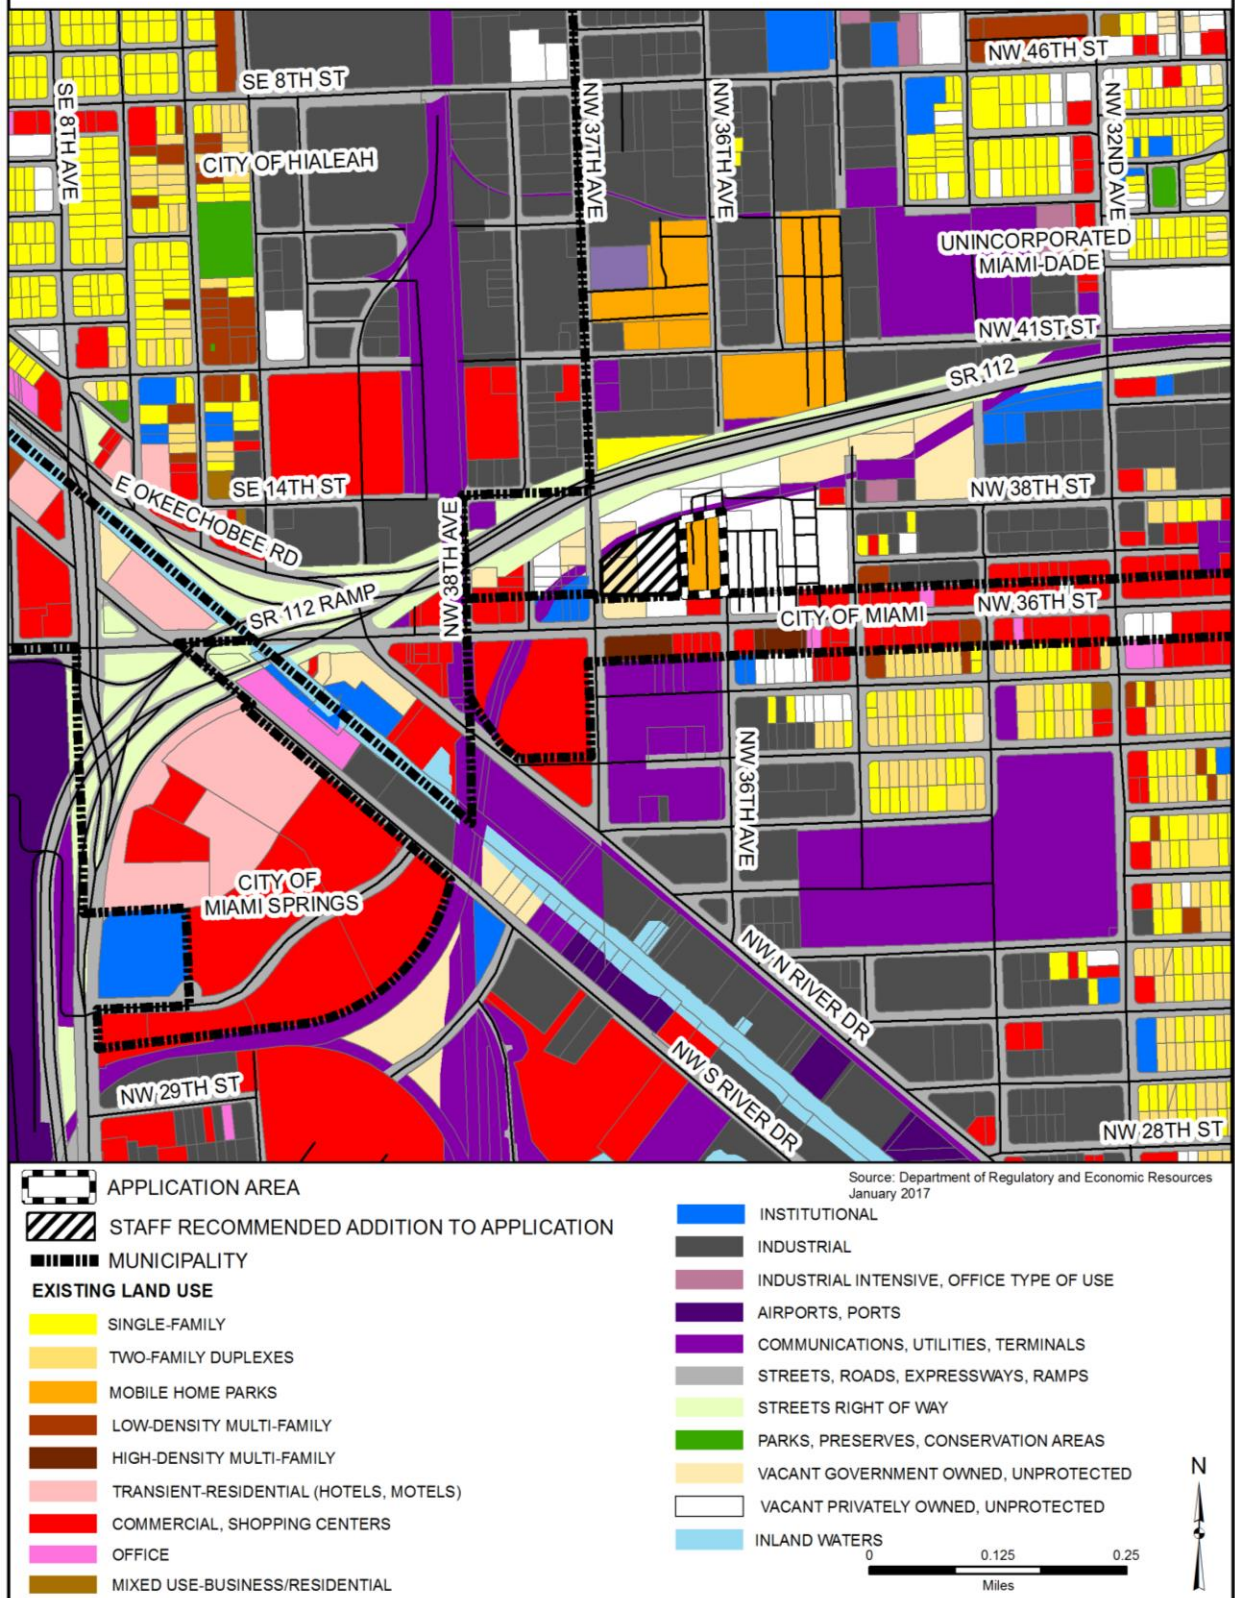 NW 46TH ST
SE 8TH ST
SE 8TH AVE
NW 37TH AVE
NW 36TH AVE
NW 32ND AVE
CITY OF HIALEAH
UNINCORPORATED
MIAMI-DADE
NW 41ST ST
SR 112
SE 14TH ST
NW 38TH ST
E OKEECHOBEE RD
NW 38TH AVE
SR 112 RAMP
NW 36TH ST
CITY OF MIAMI
NW 36TH AVE
CITY OF
MIAMI SPRINGS
NW N RIVER DR
NW S RIVER DR
NW 29TH ST
NW 28TH ST
APPLICATION AREA
STAFF RECOMMENDED ADDITION TO APPLICATION
MUNICIPALITY
EXISTING LAND USE
SINGLE-FAMILY
TWO-FAMILY DUPLEXES
MOBILE HOME PARKS
LOW-DENSITY MULTI-FAMILY
HIGH-DENSITY MULTI-FAMILY
TRANSIENT-RESIDENTIAL (HOTELS, MOTELS)
COMMERCIAL, SHOPPING CENTERS
OFFICE
MIXED USE-BUSINESS/RESIDENTIAL
Source: Department of Regulatory and Economic Resources
January 2017
INSTITUTIONAL
INDUSTRIAL
INDUSTRIAL INTENSIVE, OFFICE TYPE OF USE
AIRPORTS, PORTS
COMMUNICATIONS, UTILITIES, TERMINALS
STREETS, ROADS, EXPRESSWAYS, RAMPS
STREETS RIGHT OF WAY
PARKS, PRESERVES, CONSERVATION AREAS
VACANT GOVERNMENT OWNED, UNPROTECTED
VACANT PRIVATELY OWNED, UNPROTECTED
INLAND WATERS
N
0 0.125 0.25
Miles